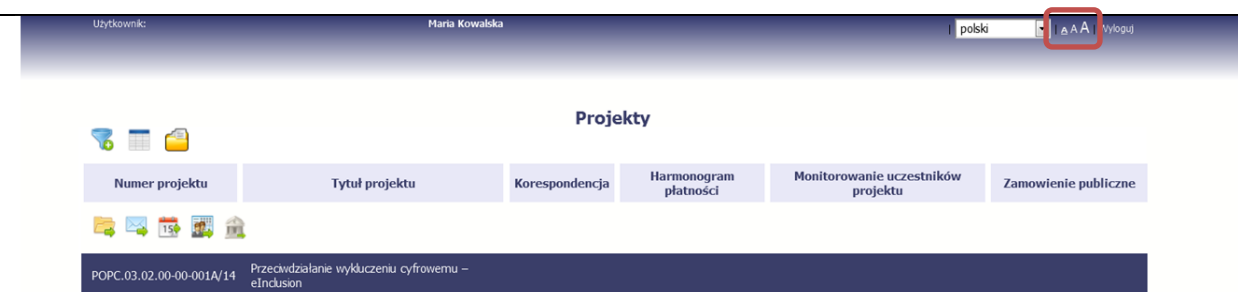 Użytkownik: Maria Kowalska | polski | A A A | Wyloguj
Projekty
Numer projektu Tytuł projektu Korespondencja Harmonogram płatności Monitorowanie uczestników projektu Zamowienie publiczne
15
POPC.03.02.00-00-001A/14 Przeciwdziałanie wykluczeniu cyfrowemu –
eInclusion